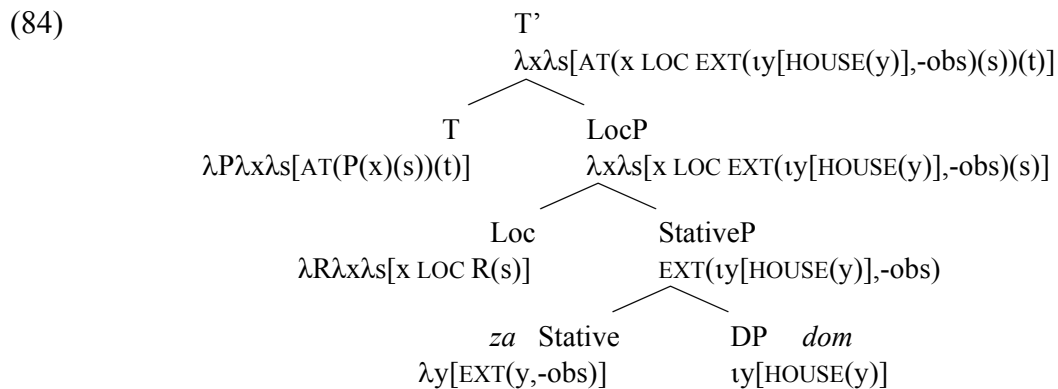 (84) T’
λxλs[AT(x LOC EXT(ιy[HOUSE(y)],-obs)(s))(t)]
T LocP
λPλxλs[AT(P(x)(s))(t)] λxλs[x LOC EXT(ιy[HOUSE(y)],-obs)(s)]
Loc StativeP
λRλxλs[x LOC R(s)] EXT(ιy[HOUSE(y)],-obs)
za Stative DP dom
λy[EXT(y,-obs)] ιy[HOUSE(y)]